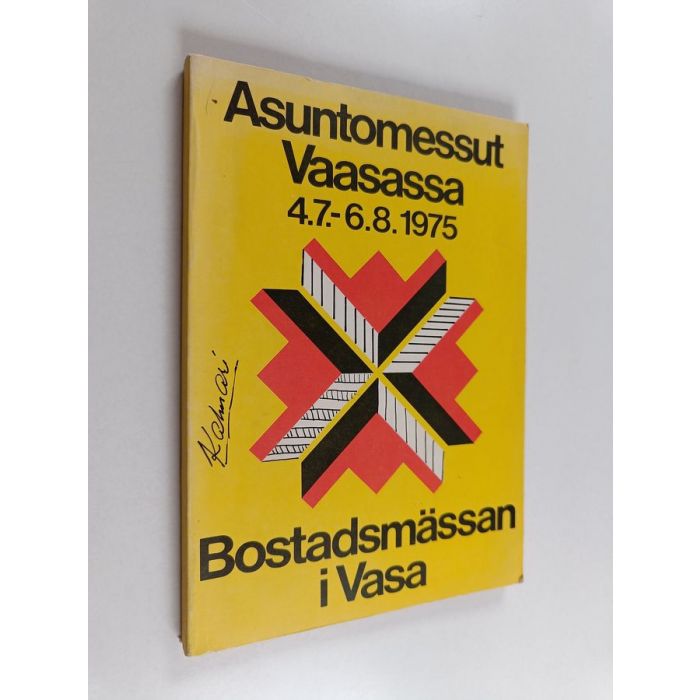 Asuntomessut
Vaasassa
4.7.-6.8.1975
Bostadsmässan
i Vasa